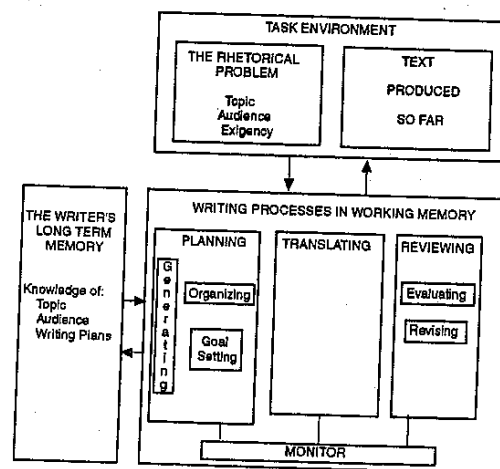 TASK ENVIRONMENT
THE RHETORICAL
PROBLEM
Topic
Audience
Exigency
TEXT
PRODUCED
SO FAR
THE WRITER'S
LONG TERM
MEMORY
Knowledge of:
Topic
Audience
Writing Plans
WRITING PROCESSES IN WORKING MEMORY
PLANNING
Generating
Organizing
Goal
Setting
TRANSLATING
REVIEWING
Evaluating
Revising
MONITOR